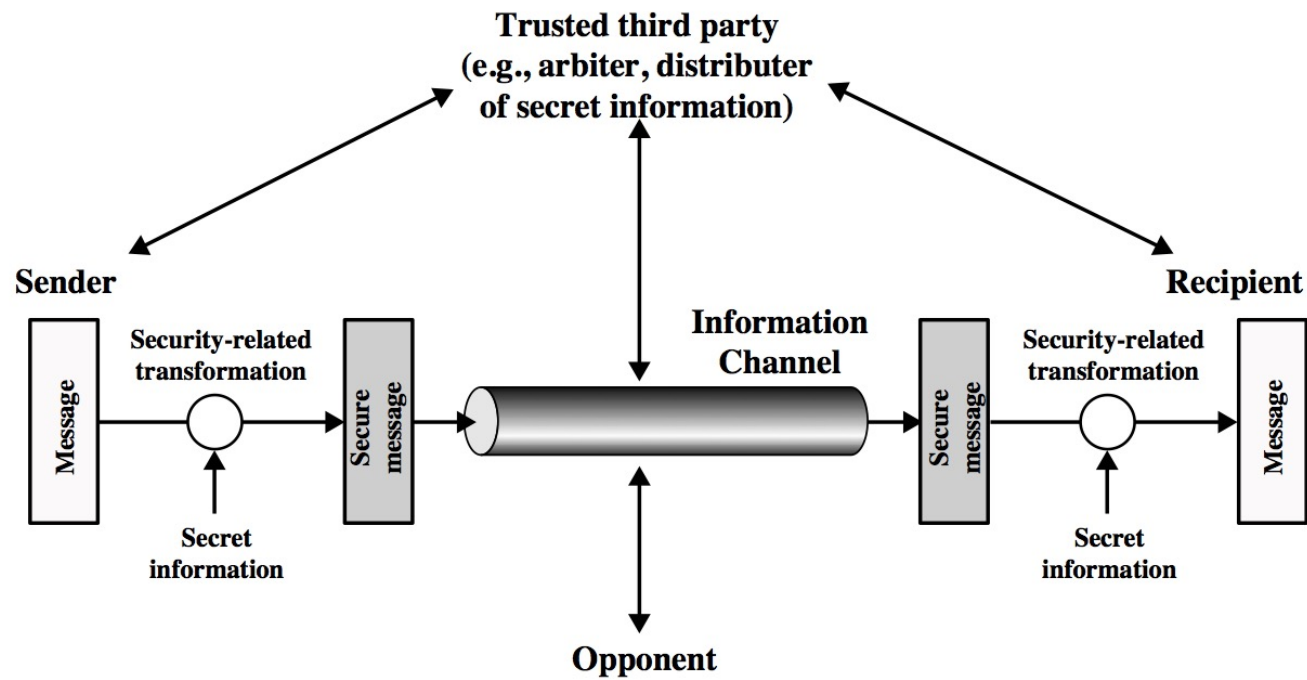 Trusted third party
(e.g., arbiter, distributer
of secret information)
Sender
Recipient
Information
Channel
Security-related
transformation
Security-related
transformation
Message
Secure
message
Secure
message
Message
Secret
information
Secret
information
Opponent